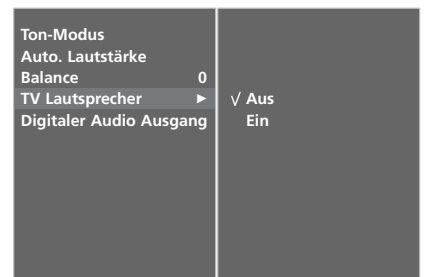 Ton-Modus
Auto. Lautstärke
Balance 0
TV Lautsprecher ►
Digitaler Audio Ausgang
√ Aus
Ein